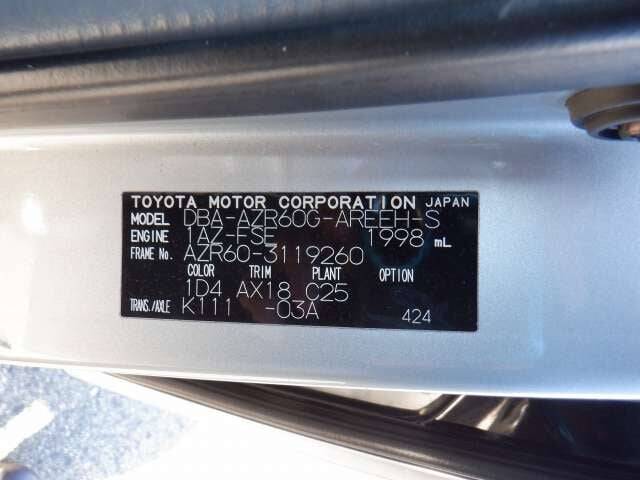 TOYOTA MOTOR CORPORATION JAPAN
MODEL DBA-AZR60G-AREEH-S
ENGINE 1AZ-FSE 1998 mL
FRAME No. AZR60-3119260
COLOR TRIM PLANT OPTION
1D4 AX18 C25
TRANS./AXLE K111 -03A 424